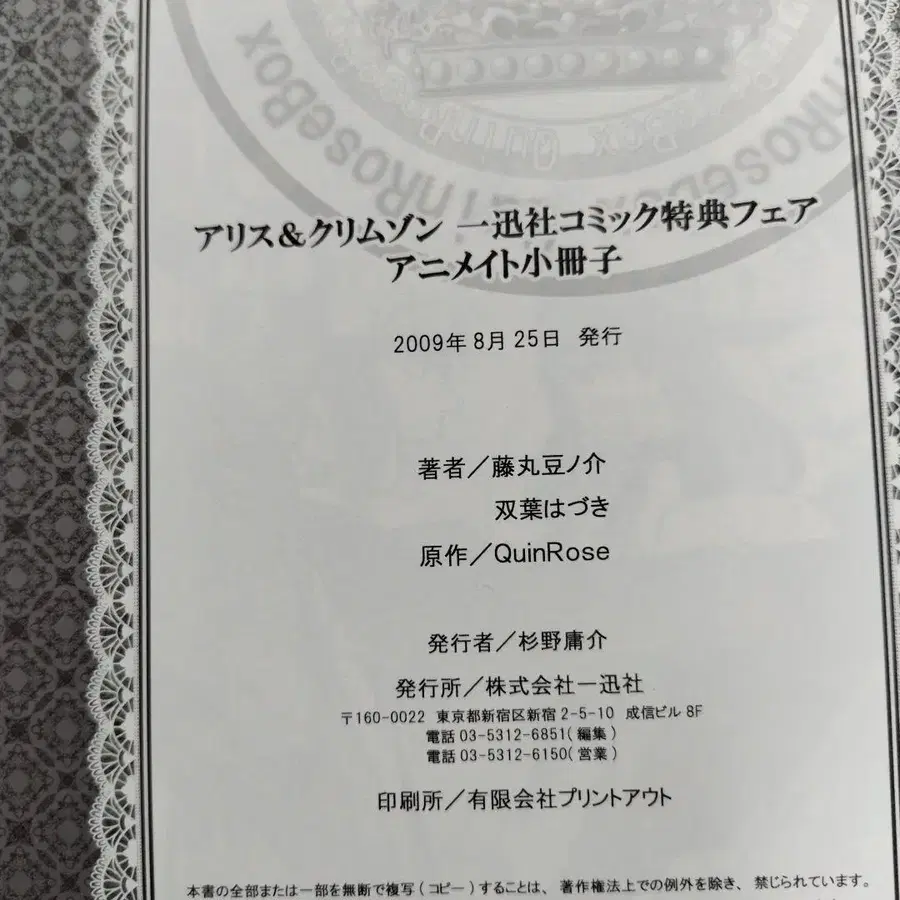 QuinRoseBox
アリス&クリムゾン 一迅社コミック特典フェア
アニメイト小冊子
2009年8月25日 発行
著者/藤丸豆ノ介
双葉はづき
原作/QuinRose
発行者/杉野庸介
発行所/株式会社一迅社
〒160-0022 東京都新宿区新宿2-5-10 成信ビル8F
電話03-5312-6851(編集)
電話03-5312-6150(営業)
印刷所/有限会社プリントアウト
本書の全部または一部を無断で複写(コピー)することは、著作権法上での例外を除き、禁じられています。